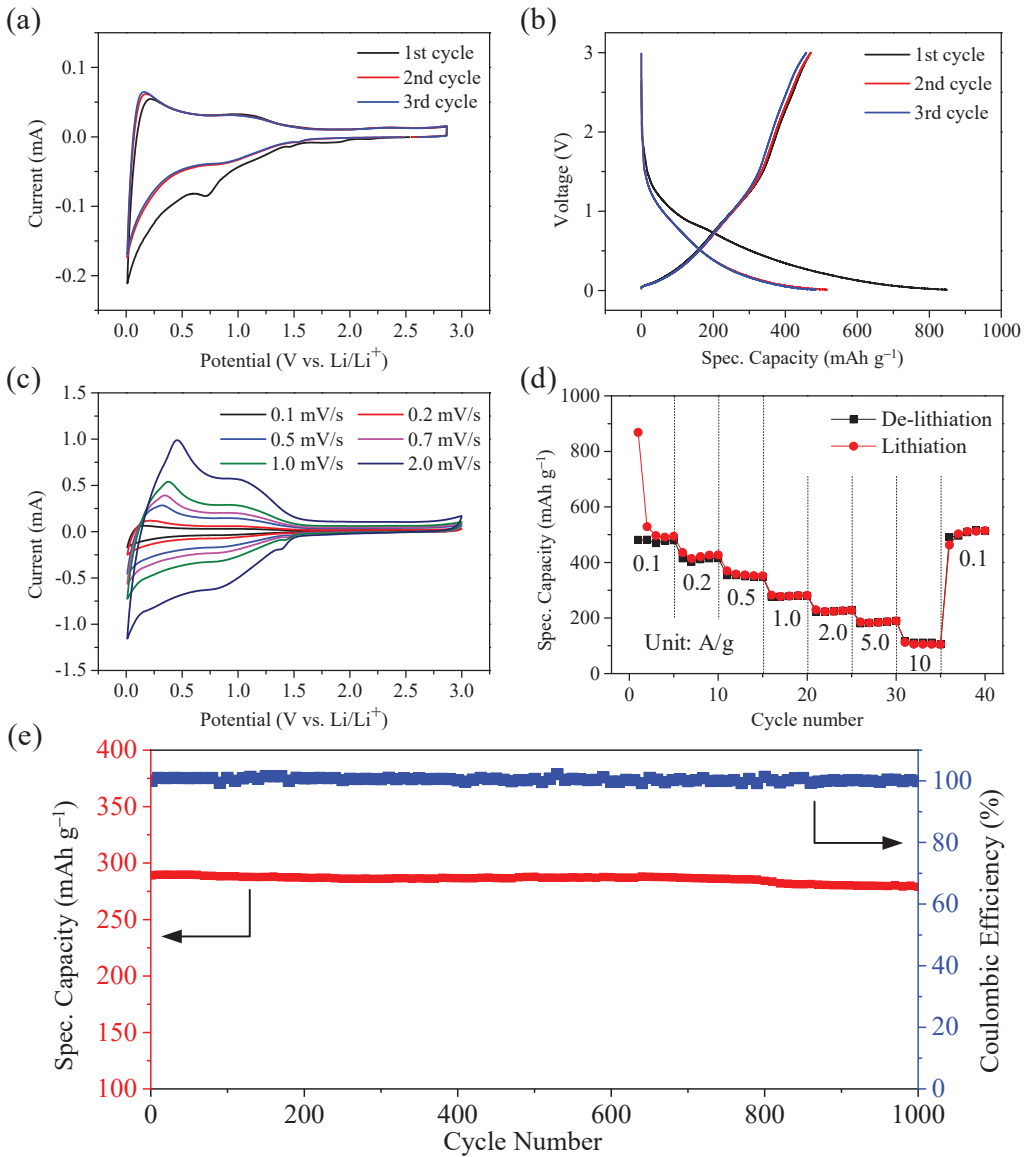 (a)
1st cycle
2nd cycle
3rd cycle
0.1
0.0
-0.1
-0.2
Current (mA)
0.0 0.5 1.0 1.5 2.0 2.5 3.0
Potential (V vs. Li/Li⁺)
(b)
1st cycle
2nd cycle
3rd cycle
3
2
1
0
Voltage (V)
0 200 400 600 800 1000
Spec. Capacity (mAh g⁻¹)
(c)
0.1 mV/s 0.2 mV/s
0.5 mV/s 0.7 mV/s
1.0 mV/s 2.0 mV/s
1.5
1.0
0.5
0.0
-0.5
-1.0
-1.5
Current (mA)
0.0 0.5 1.0 1.5 2.0 2.5 3.0
Potential (V vs. Li/Li⁺)
(d)
De-lithiation
Lithiation
1000
800
600
400
200
0
Spec. Capacity (mAh g⁻¹)
0.1 0.2 0.5 1.0 2.0 5.0 10 0.1
Unit: A/g
0 10 20 30 40
Cycle number
(e)
400
350
300
250
200
150
100
Spec. Capacity (mAh g⁻¹)
100
80
60
40
20
0
Coulombic Efficiency (%)
0 200 400 600 800 1000
Cycle Number